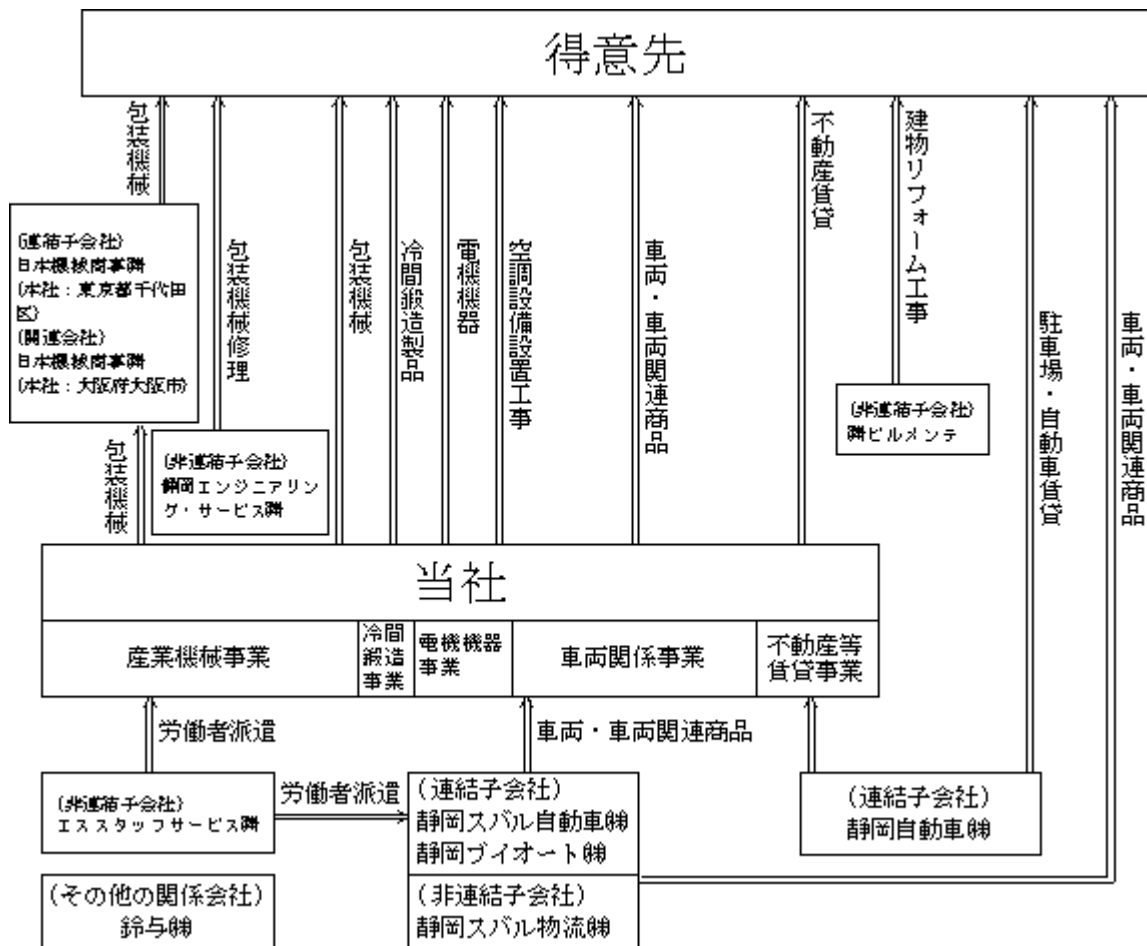 得意先
包装機械
(連結子会社)
日本機械商事㈱
(本社：東京都千代田
区)
(関連会社)
日本機械商事㈱
(本社：大阪府大阪市)
包装機械
包装機械修理
(非連結子会社)
静岡エンジニアリン
グ・サービス㈱
包装機械
冷間鍛造製品
電機機器
空調設備設置工事
車両・車両関連商品
不動産賃貸
建物リフォーム工事
(非連結子会社)
㈱ビルメンテ
駐車場・自動車賃貸
車両・車両関連商品
当社
産業機械事業
冷間
鍛造
事業
電機機器
事業
車両関係事業
不動産等
賃貸事業
労働者派遣
車両・車両関連商品
(非連結子会社)
エススタッフサービス㈱
労働者派遣
(連結子会社)
静岡スバル自動車㈱
静岡ブイオート㈱
(非連結子会社)
静岡スバル物流㈱
(連結子会社)
静岡自動車㈱
(その他の関係会社)
鈴与㈱